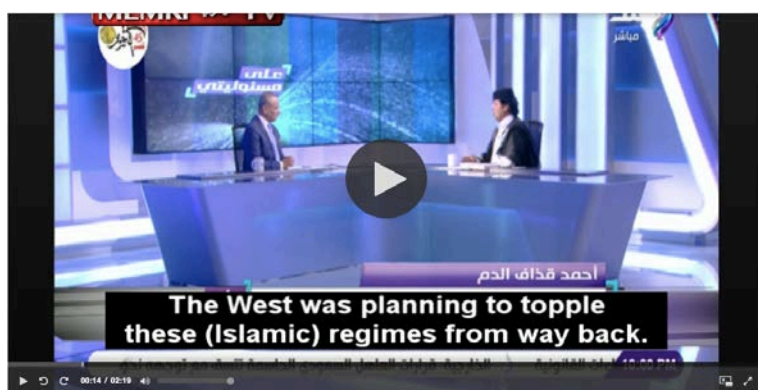 MEMRI TV
مباشر
على
مسئوليتي
أحمد قذاف الدم
The West was planning to topple
these (Islamic) regimes from way back.
10:00 PM
00:14 / 02:19